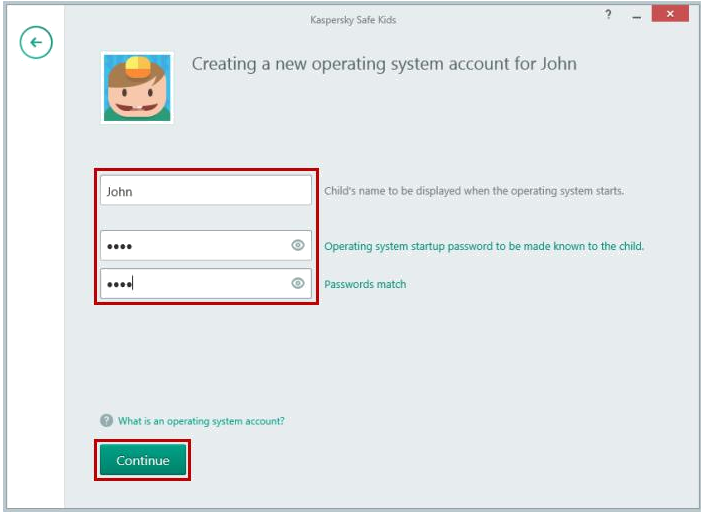 Kaspersky Safe Kids
?
Creating a new operating system account for John
John
Child's name to be displayed when the operating system starts.
••••
Operating system startup password to be made known to the child.
••••
Passwords match
? What is an operating system account?
Continue